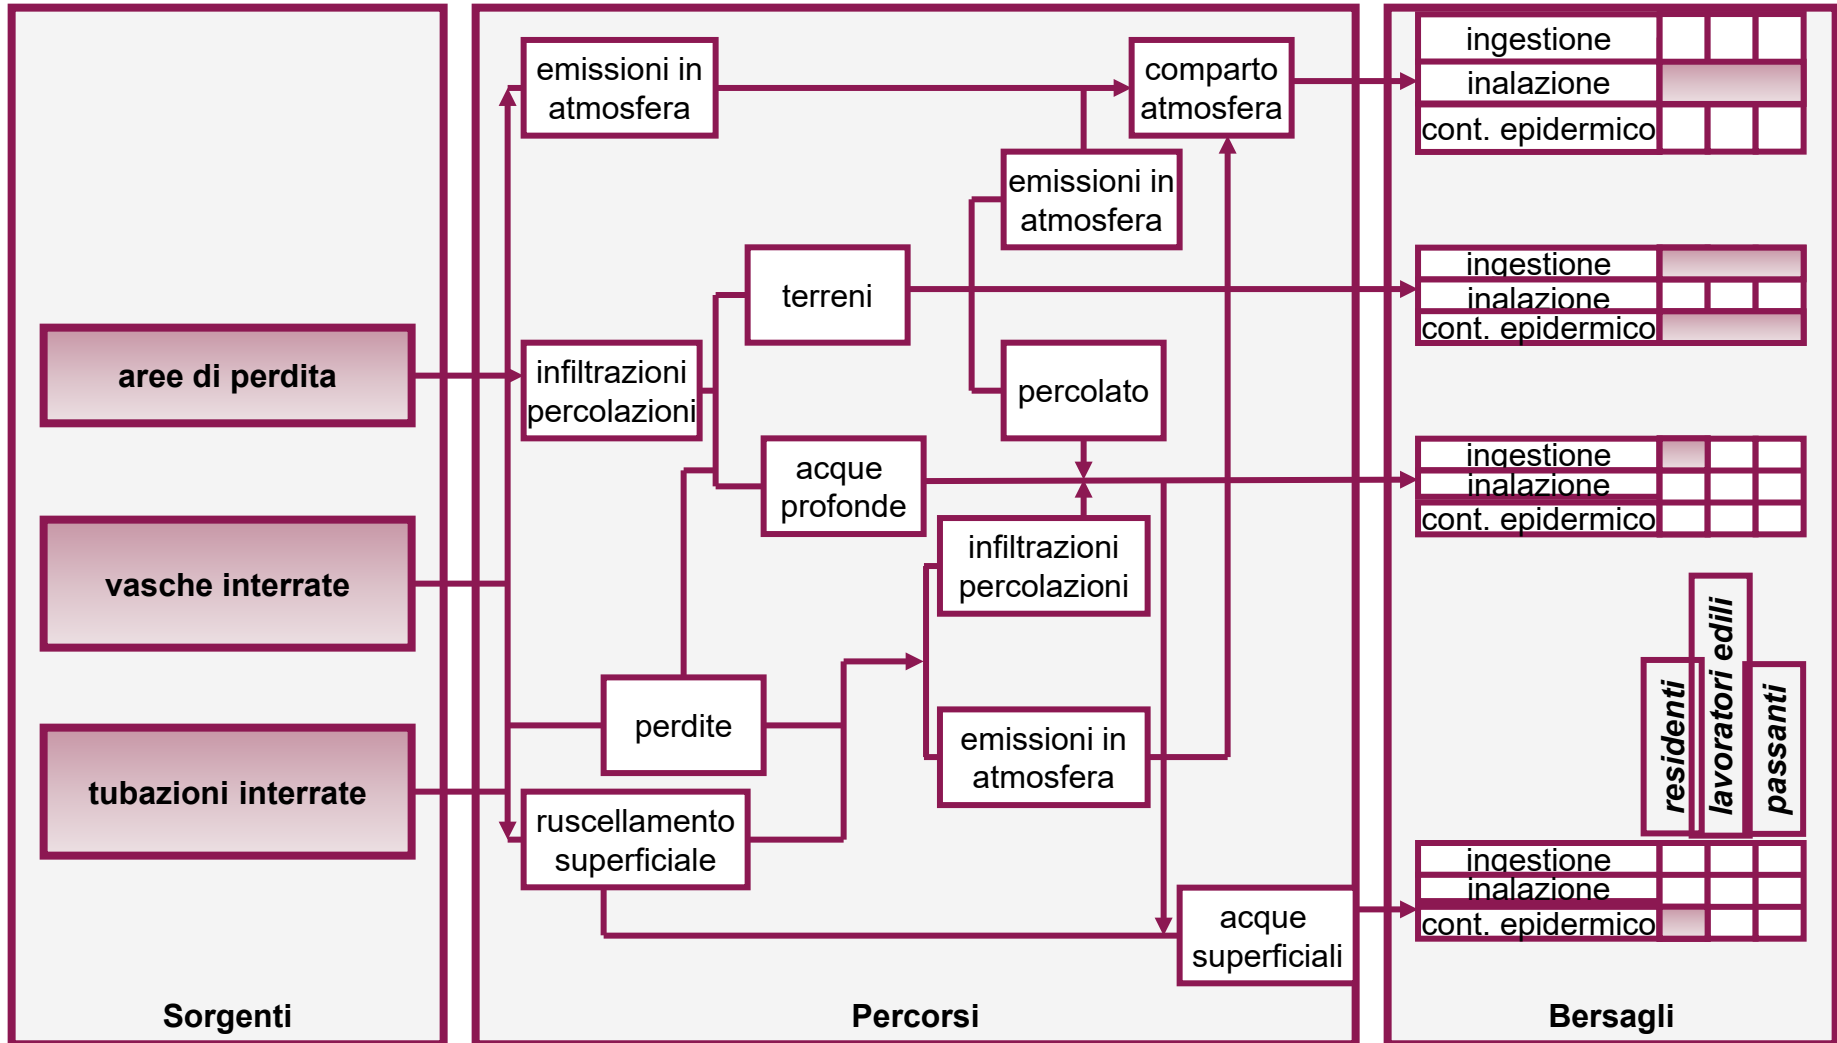 aree di perdita
vasche interrate
tubazioni interrate
Sorgenti
emissioni in
atmosfera
comparto
atmosfera
emissioni in
atmosfera
terreni
infiltrazioni
percolazioni
percolato
acque
profonde
infiltrazioni
percolazioni
perdite
emissioni in
atmosfera
ruscellamento
superficiale
acque
superficiali
Percorsi
ingestione
inalazione
cont. epidermico
ingestione
inalazione
cont. epidermico
ingestione
inalazione
cont. epidermico
residenti
lavoratori edili
passanti
ingestione
inalazione
cont. epidermico
Bersagli